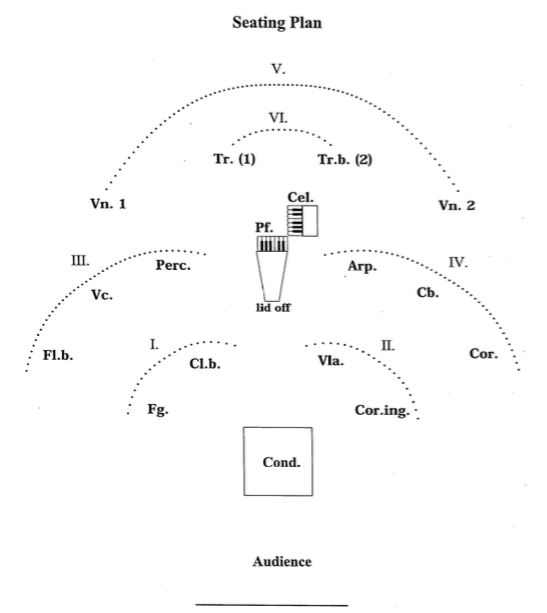 Seating Plan
V.
VI.
Tr. (1) Tr.b. (2)
Vn. 1 Cel. Vn. 2
Pf.
III. Perc. Arp. IV.
Vc. Cb.
lid off
I. II.
Fl.b. Cl.b. Vla. Cor.
Fg. Cor.ing.
Cond.
Audience